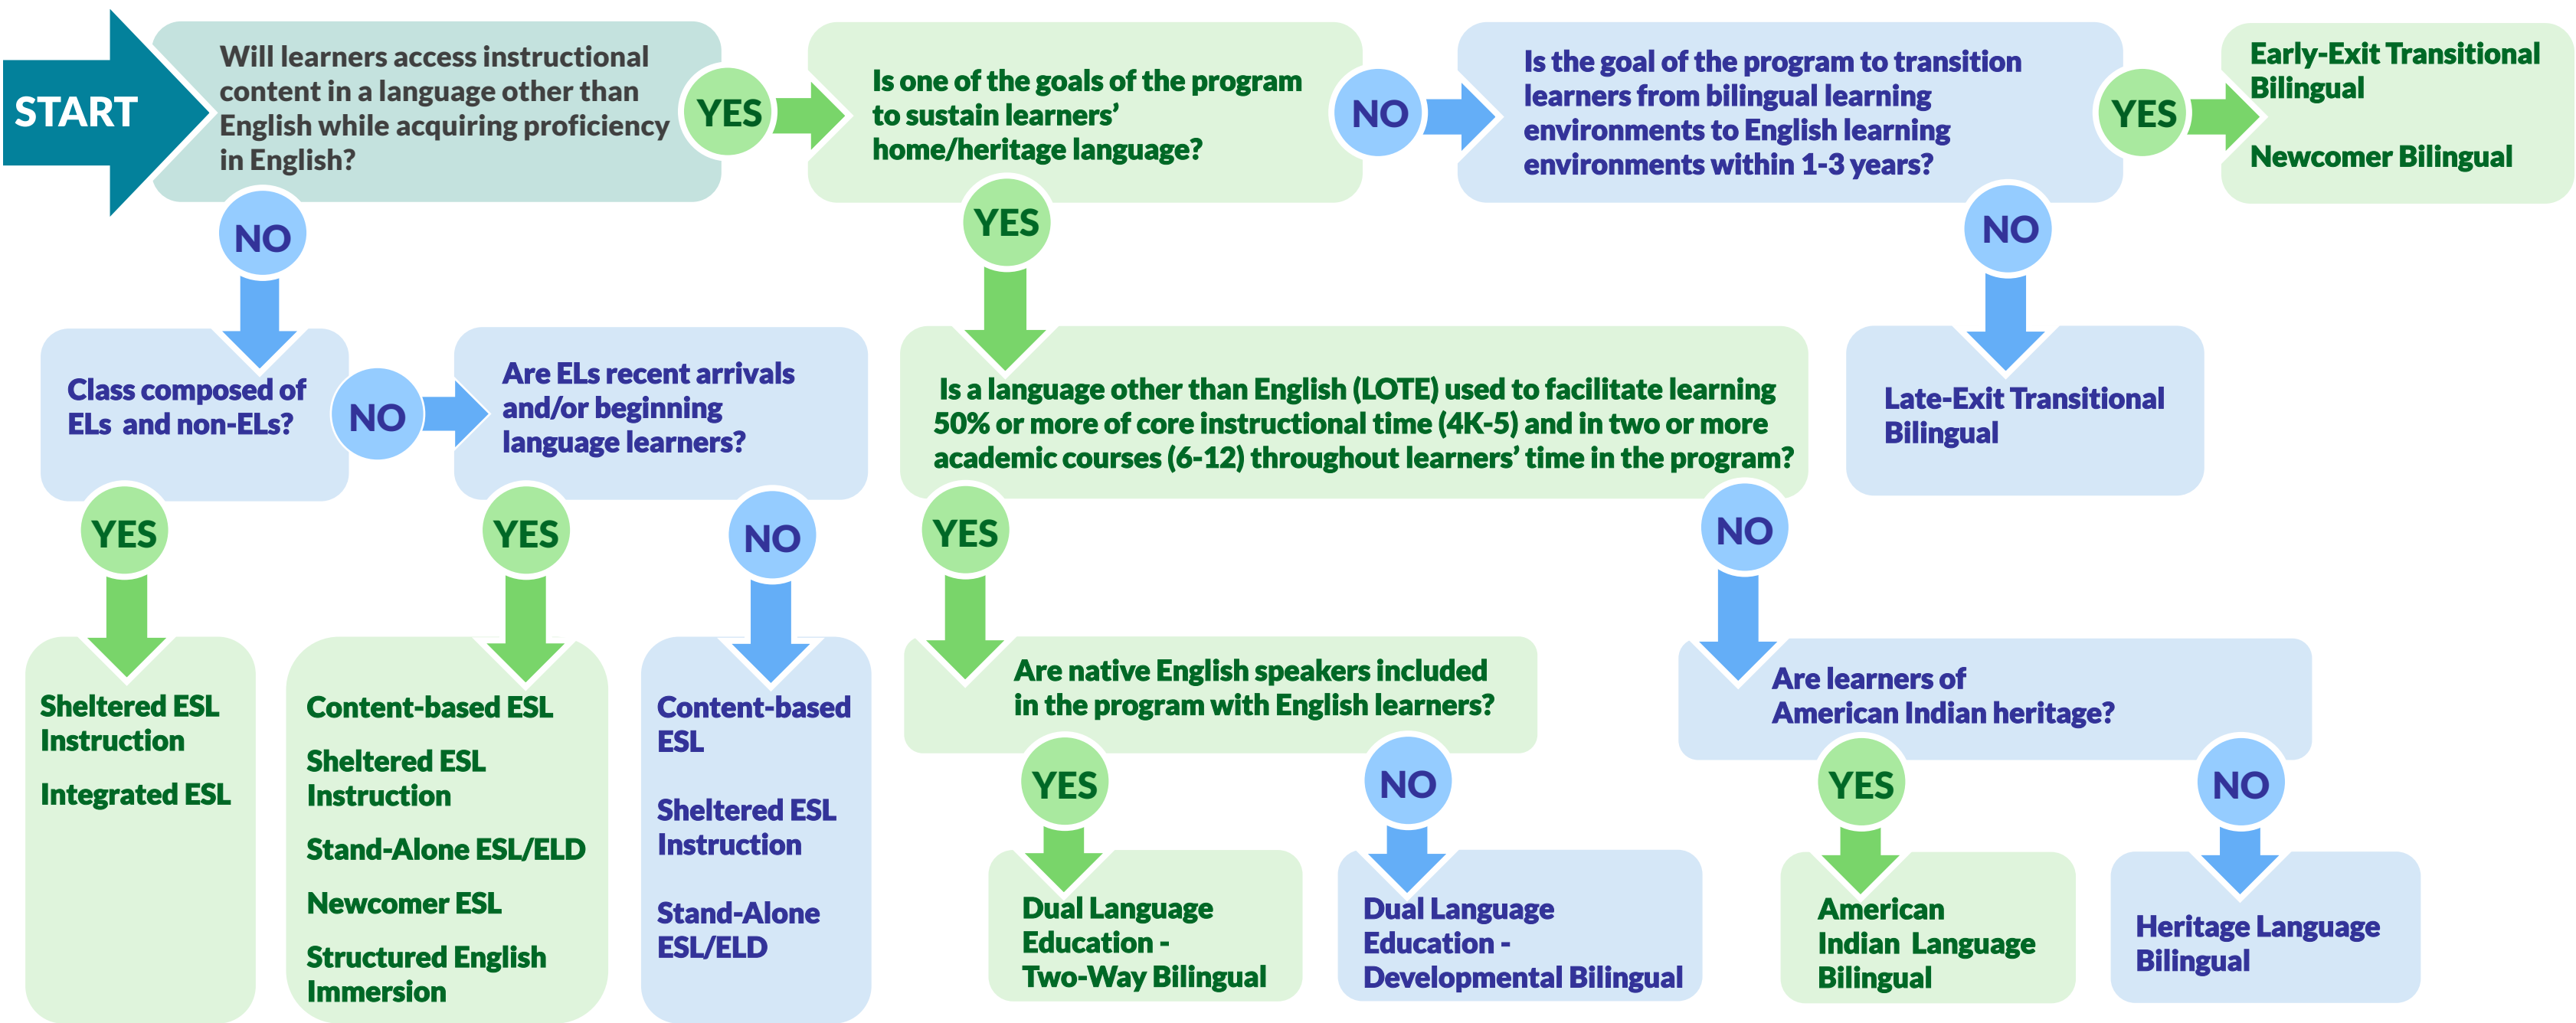 START
Will learners access instructional
content in a language other than
English while acquiring proficiency
in English?
YES
Is one of the goals of the program
to sustain learners’
home/heritage language?
NO
Is the goal of the program to transition
learners from bilingual learning
environments to English learning
environments within 1-3 years?
YES
Early-Exit Transitional
Bilingual
Newcomer Bilingual
NO
YES
NO
Class composed of
ELs and non-ELs?
NO
Are ELs recent arrivals
and/or beginning
language learners?
Is a language other than English (LOTE) used to facilitate learning
50% or more of core instructional time (4K-5) and in two or more
academic courses (6-12) throughout learners’ time in the program?
Late-Exit Transitional
Bilingual
YES
YES
NO
YES
NO
Sheltered ESL
Instruction
Integrated ESL
Content-based ESL
Sheltered ESL
Instruction
Stand-Alone ESL/ELD
Newcomer ESL
Structured English
Immersion
Content-based
ESL
Sheltered ESL
Instruction
Stand-Alone
ESL/ELD
Are native English speakers included
in the program with English learners?
Are learners of
American Indian heritage?
YES
NO
YES
NO
Dual Language
Education -
Two-Way Bilingual
Dual Language
Education -
Developmental Bilingual
American
Indian Language
Bilingual
Heritage Language
Bilingual